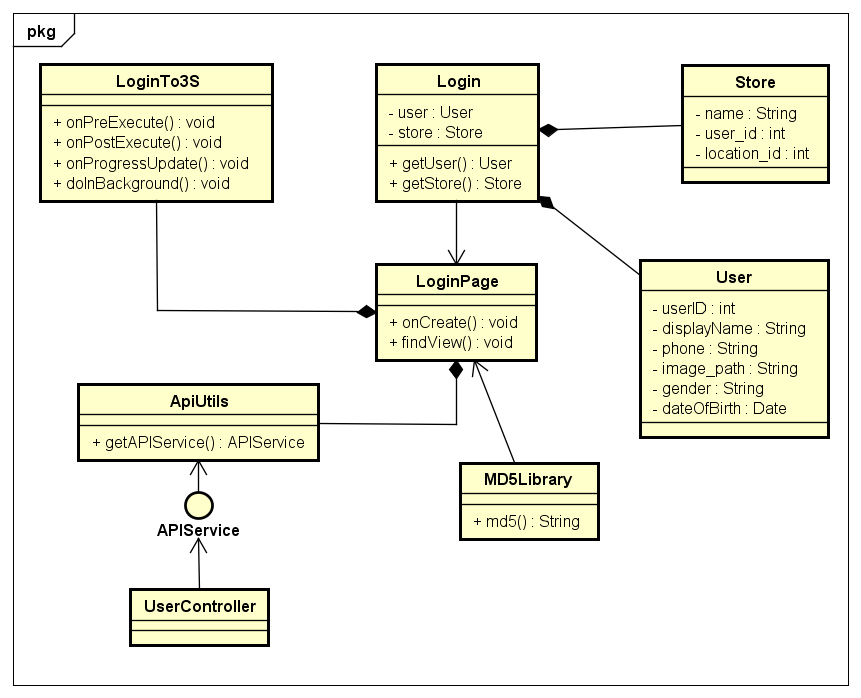 pkg
LoginTo3S
+ onPreExecute() : void
+ onPostExecute() : void
+ onProgressUpdate() : void
+ doInBackground() : void
Login
- user : User
- store : Store
+ getUser() : User
+ getStore() : Store
Store
- name : String
- user_id : int
- location_id : int
LoginPage
+ onCreate() : void
+ findView() : void
User
- userID : int
- displayName : String
- phone : String
- image_path : String
- gender : String
- dateOfBirth : Date
ApiUtils
+ getAPIService() : APIService
MD5Library
+ md5() : String
APIService
UserController